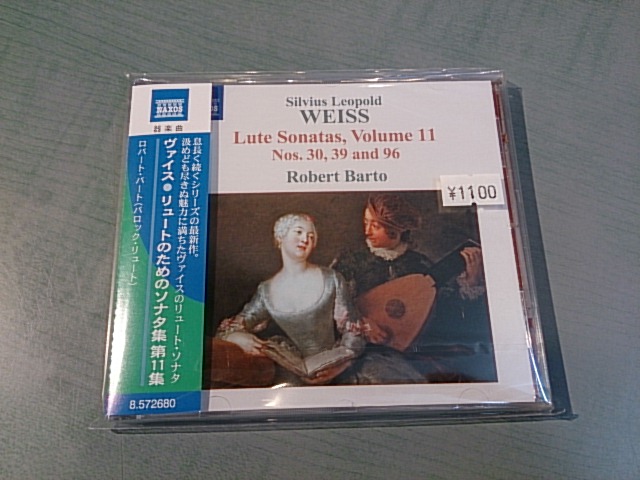 NAXOS
器楽曲
息長く続くシリーズの最新作。
汲めども尽きぬ魅力に満ちたヴァイスのリュート・ソナタ
ヴァイス●リュートのためのソナタ集 第11集
ロバート・バート(バロック・リュート)
8.572680
Silvius Leopold
WEISS
Lute Sonatas, Volume 11
Nos. 30, 39 and 96
Robert Barto
¥1100